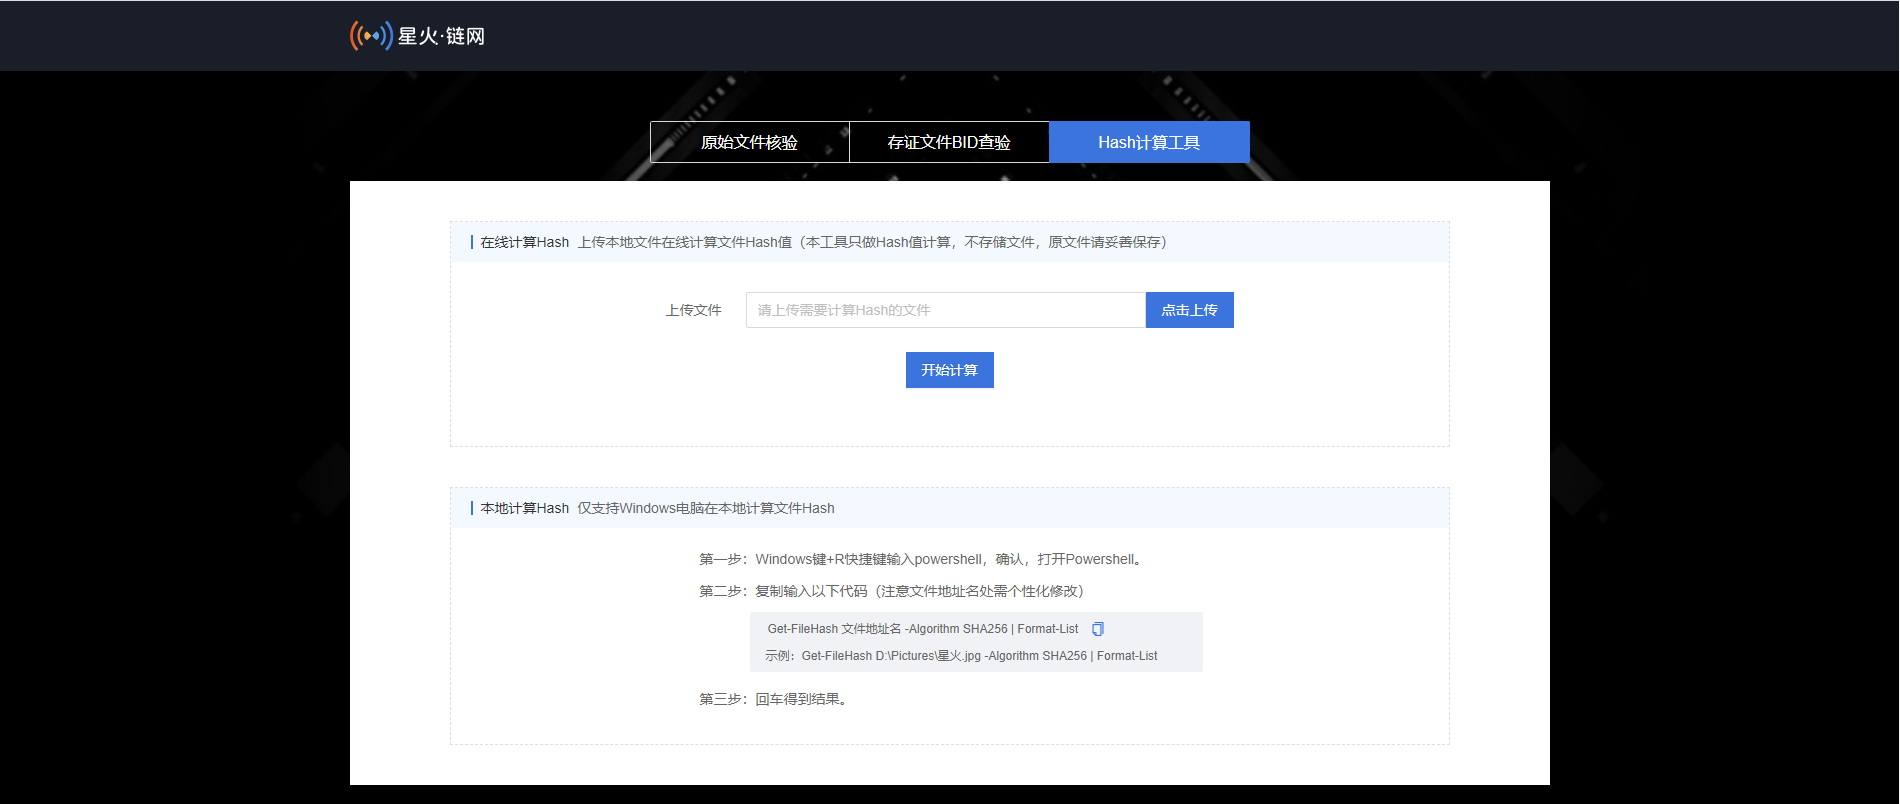 星火·链网
原始文件核验
存证文件BID查验
Hash计算工具
在线计算Hash 上传本地文件在线计算文件Hash值（本工具只做Hash值计算，不存储文件，原文件请妥善保存）
上传文件 请上传需要计算Hash的文件 点击上传
开始计算
本地计算Hash 仅支持Windows电脑在本地计算文件Hash
第一步：Windows键+R快捷键输入powershell，确认，打开Powershell。
第二步：复制输入以下代码（注意文件地址名处需个性化修改）
Get-FileHash 文件地址名 -Algorithm SHA256 | Format-List
示例：Get-FileHash D:\Pictures\星火.jpg -Algorithm SHA256 | Format-List
第三步：回车得到结果。